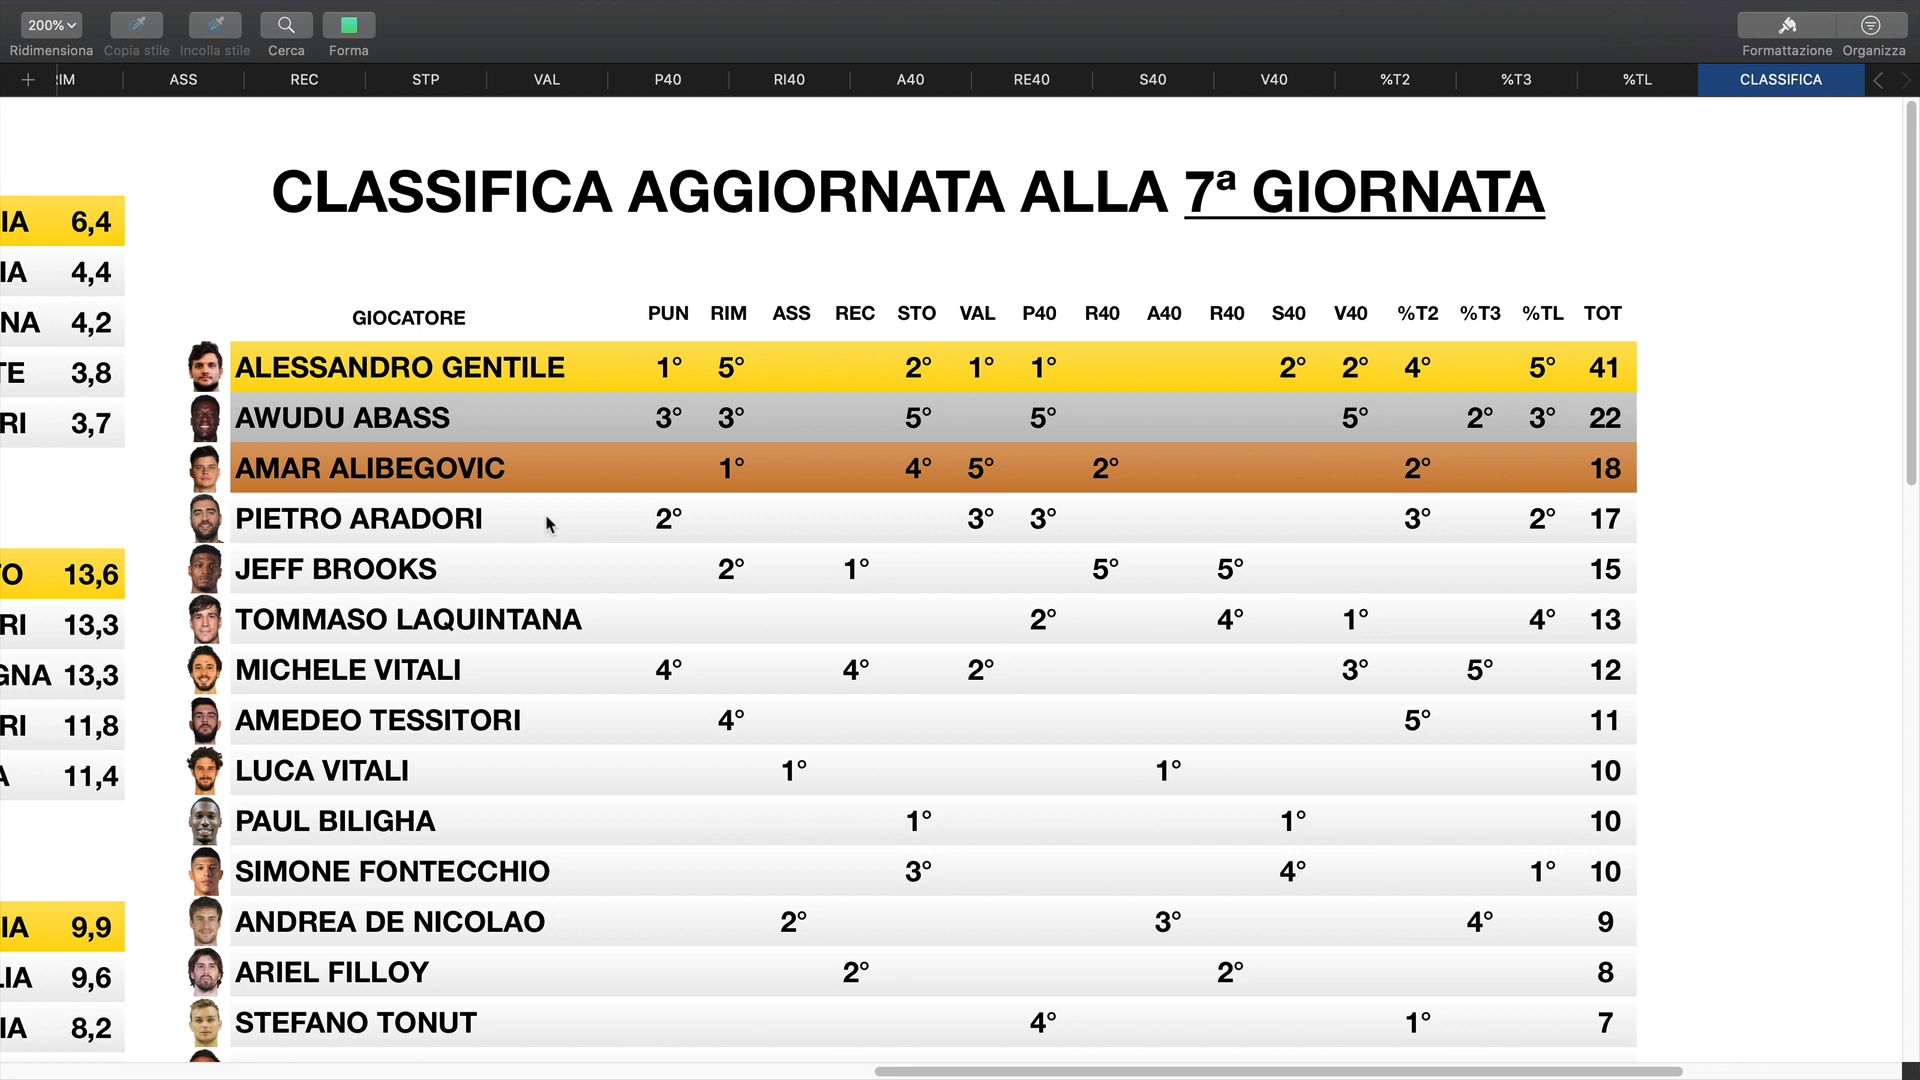 200%
Ridimensiona Copia stile Incolla stile Cerca Forma Formattazione Organizza
IM ASS REC STP VAL P40 RI40 A40 RE40 S40 V40 %T2 %T3 %TL CLASSIFICA
CLASSIFICA AGGIORNATA ALLA 7ª GIORNATA
IA 6,4
IA 4,4
NA 4,2
TE 3,8
RI 3,7
O 13,6
RI 13,3
GNA 13,3
RI 11,8
A 11,4
IA 9,9
LIA 9,6
IA 8,2
GIOCATORE PUN RIM ASS REC STO VAL P40 R40 A40 R40 S40 V40 %T2 %T3 %TL TOT
ALESSANDRO GENTILE 1° 5° 2° 1° 1° 2° 2° 4° 5° 41
AWUDU ABASS 3° 3° 5° 5° 5° 2° 3° 22
AMAR ALIBEGOVIC 1° 4° 5° 2° 2° 18
PIETRO ARADORI 2° 3° 3° 3° 2° 17
JEFF BROOKS 2° 1° 5° 5° 15
TOMMASO LAQUINTANA 2° 4° 1° 4° 13
MICHELE VITALI 4° 4° 2° 3° 5° 12
AMEDEO TESSITORI 4° 5° 11
LUCA VITALI 1° 1° 10
PAUL BILIGHA 1° 1° 10
SIMONE FONTECCHIO 3° 4° 1° 10
ANDREA DE NICOLAO 2° 3° 4° 9
ARIEL FILLOY 2° 2° 8
STEFANO TONUT 4° 1° 7